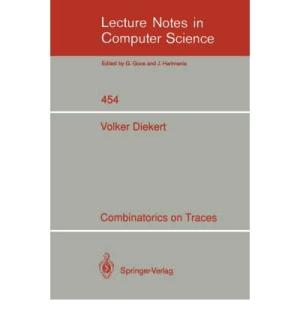 Lecture Notes in
Computer Science
Edited by G. Goos and J. Hartmanis
454
Volker Diekert
Combinatorics on Traces
Springer-Verlag